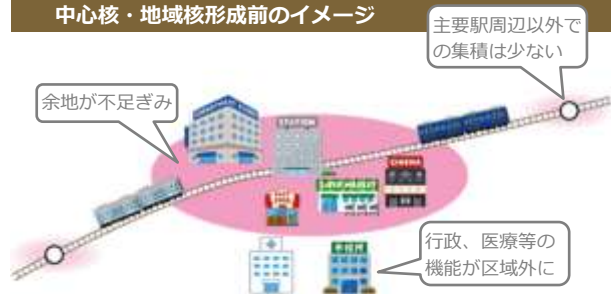 中心核・地域核形成前のイメージ
主要駅周辺以外で
の集積は少ない
余地が不足ぎみ
STATION
CINEMA
行政、医療等の
機能が区域外に